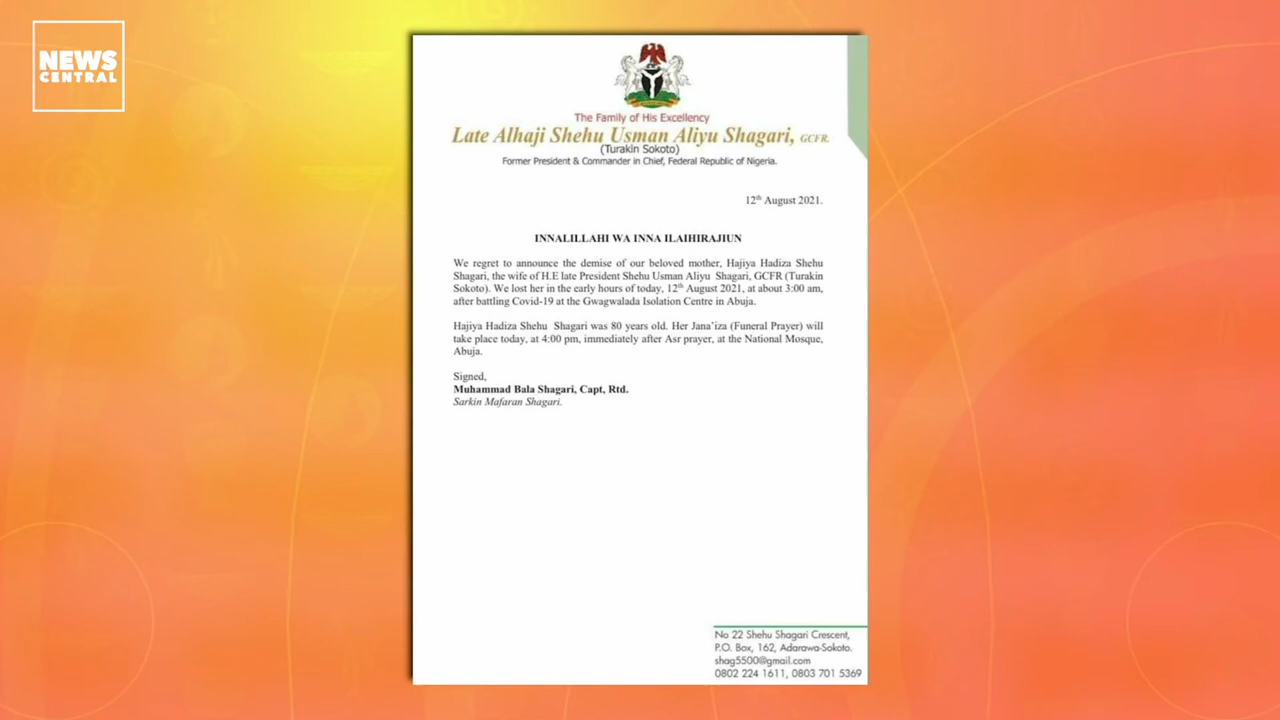 NEWS
CENTRAL
The Family of His Excellency
Late Alhaji Shehu Usman Aliyu Shagari, GCFR.
(Turakin Sokoto)
Former President & Commander in Chief, Federal Republic of Nigeria.
12th August 2021.
INNALILLAHI WA INNA ILAIHIRAJIUN
We regret to announce the demise of our beloved mother, Hajiya Hadiza Shehu
Shagari, the wife of H.E late President Shehu Usman Aliyu Shagari, GCFR (Turakin
Sokoto). We lost her in the early hours of today, 12th August 2021, at about 3:00 am,
after battling Covid-19 at the Gwagwalada Isolation Centre in Abuja.
Hajiya Hadiza Shehu Shagari was 80 years old. Her Jana'iza (Funeral Prayer) will
take place today, at 4:00 pm, immediately after Asr prayer, at the National Mosque,
Abuja.
Signed,
Muhammad Bala Shagari, Capt, Rtd.
Sarkin Mafaran Shagari.
No 22 Shehu Shagari Crescent,
P.O. Box, 162, Adarawa-Sokoto.
shag5500@gmail.com
0802 224 1611, 0803 701 5369